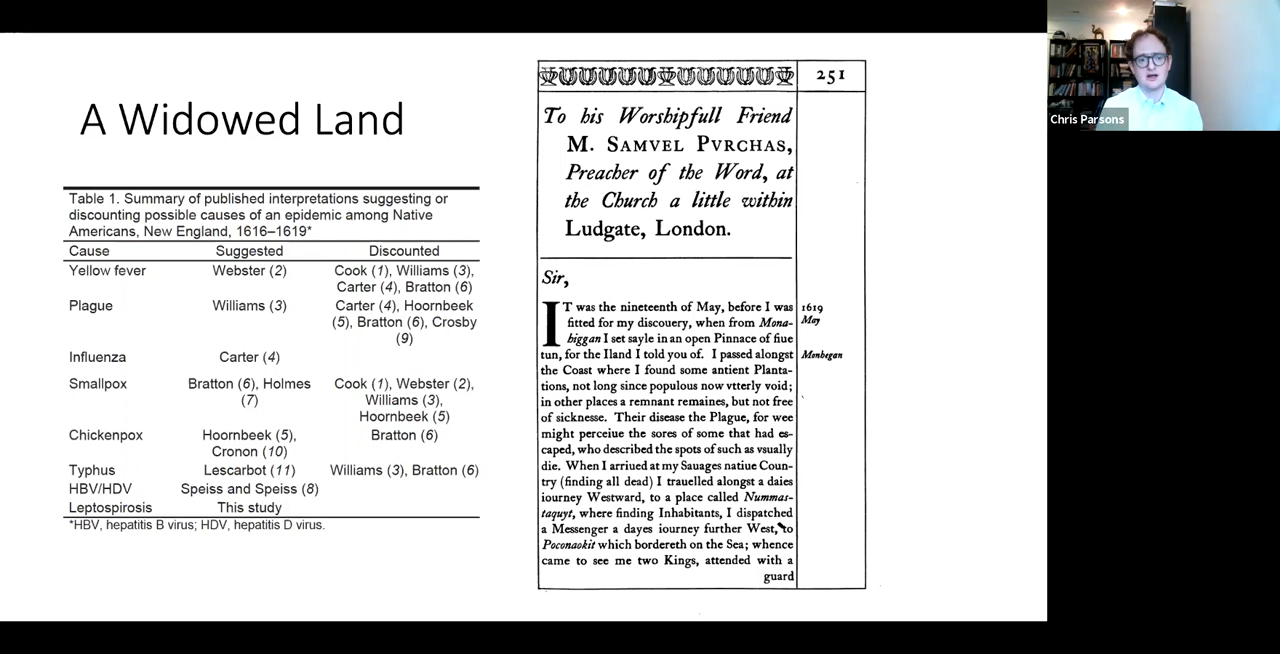 A Widowed Land
Table 1. Summary of published interpretations suggesting or
discounting possible causes of an epidemic among Native
Americans, New England, 1616–1619*
Cause Suggested Discounted
Yellow fever Webster (2) Cook (1), Williams (3),
Carter (4), Bratton (6)
Plague Williams (3) Carter (4), Hoornbeek
(5), Bratton (6), Crosby
(9)
Influenza Carter (4)
Smallpox Bratton (6), Holmes Cook (1), Webster (2),
(7) Williams (3),
Hoornbeek (5)
Chickenpox Hoornbeek (5), Bratton (6)
Cronon (10)
Typhus Lescarbot (11) Williams (3), Bratton (6)
HBV/HDV Speiss and Speiss (8)
Leptospirosis This study
*HBV, hepatitis B virus; HDV, hepatitis D virus.
251
To his Worshipfull Friend
M. SAMVEL PVRCHAS,
Preacher of the Word, at
the Church a little within
Ludgate, London.
Sir,
IT was the nineteenth of May, before I was
fitted for my discouery, when from Mona-
higgan I set sayle in an open Pinnace of fiue
tun, for the Iland I told you of. I passed alongst
the Coast where I found some antient Planta-
tions, not long since populous now vtterly void;
in other places a remnant remaines, but not free
of sicknesse. Their disease the Plague, for wee
might perceiue the sores of some that had es-
caped, who described the spots of such as vsually
die. When I arriued at my Sauages natiue Coun-
try (finding all dead) I trauelled alongst a daies
iourney Westward, to a place called Nummas-
taquyt, where finding Inhabitants, I dispatched
a Messenger a dayes iourney further West, to
Poconaokit which bordereth on the Sea; whence
came to see me two Kings, attended with a
guard
1619
May
Monhegan
Chris Parsons